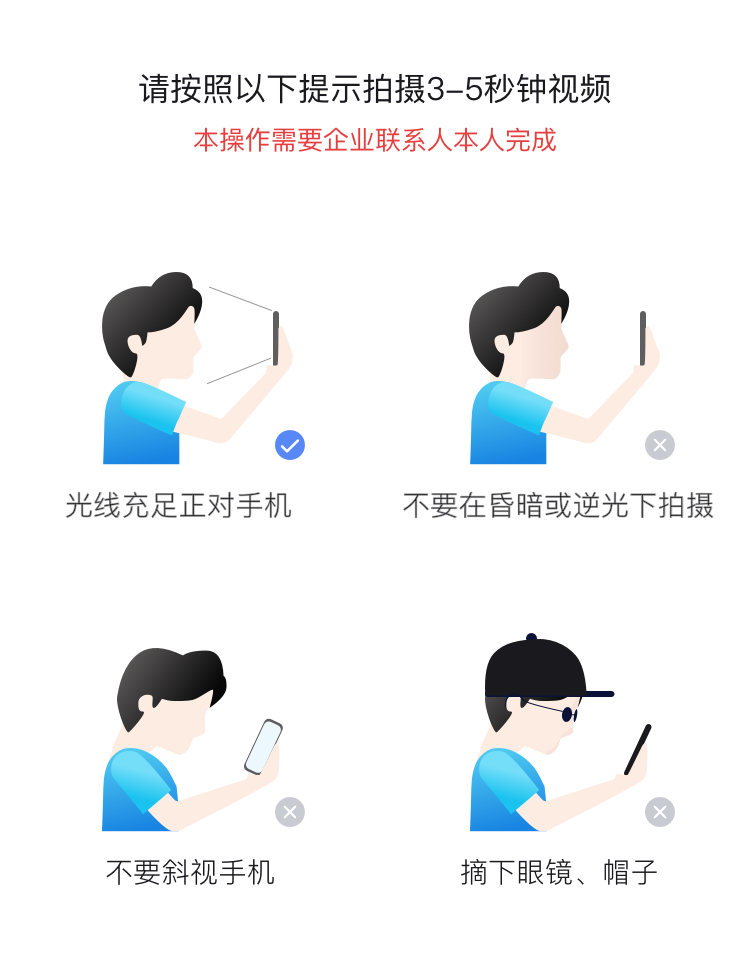 请按照以下提示拍摄3-5秒钟视频
本操作需要企业联系人本人完成
光线充足正对手机
不要在昏暗或逆光下拍摄
不要斜视手机
摘下眼镜、帽子